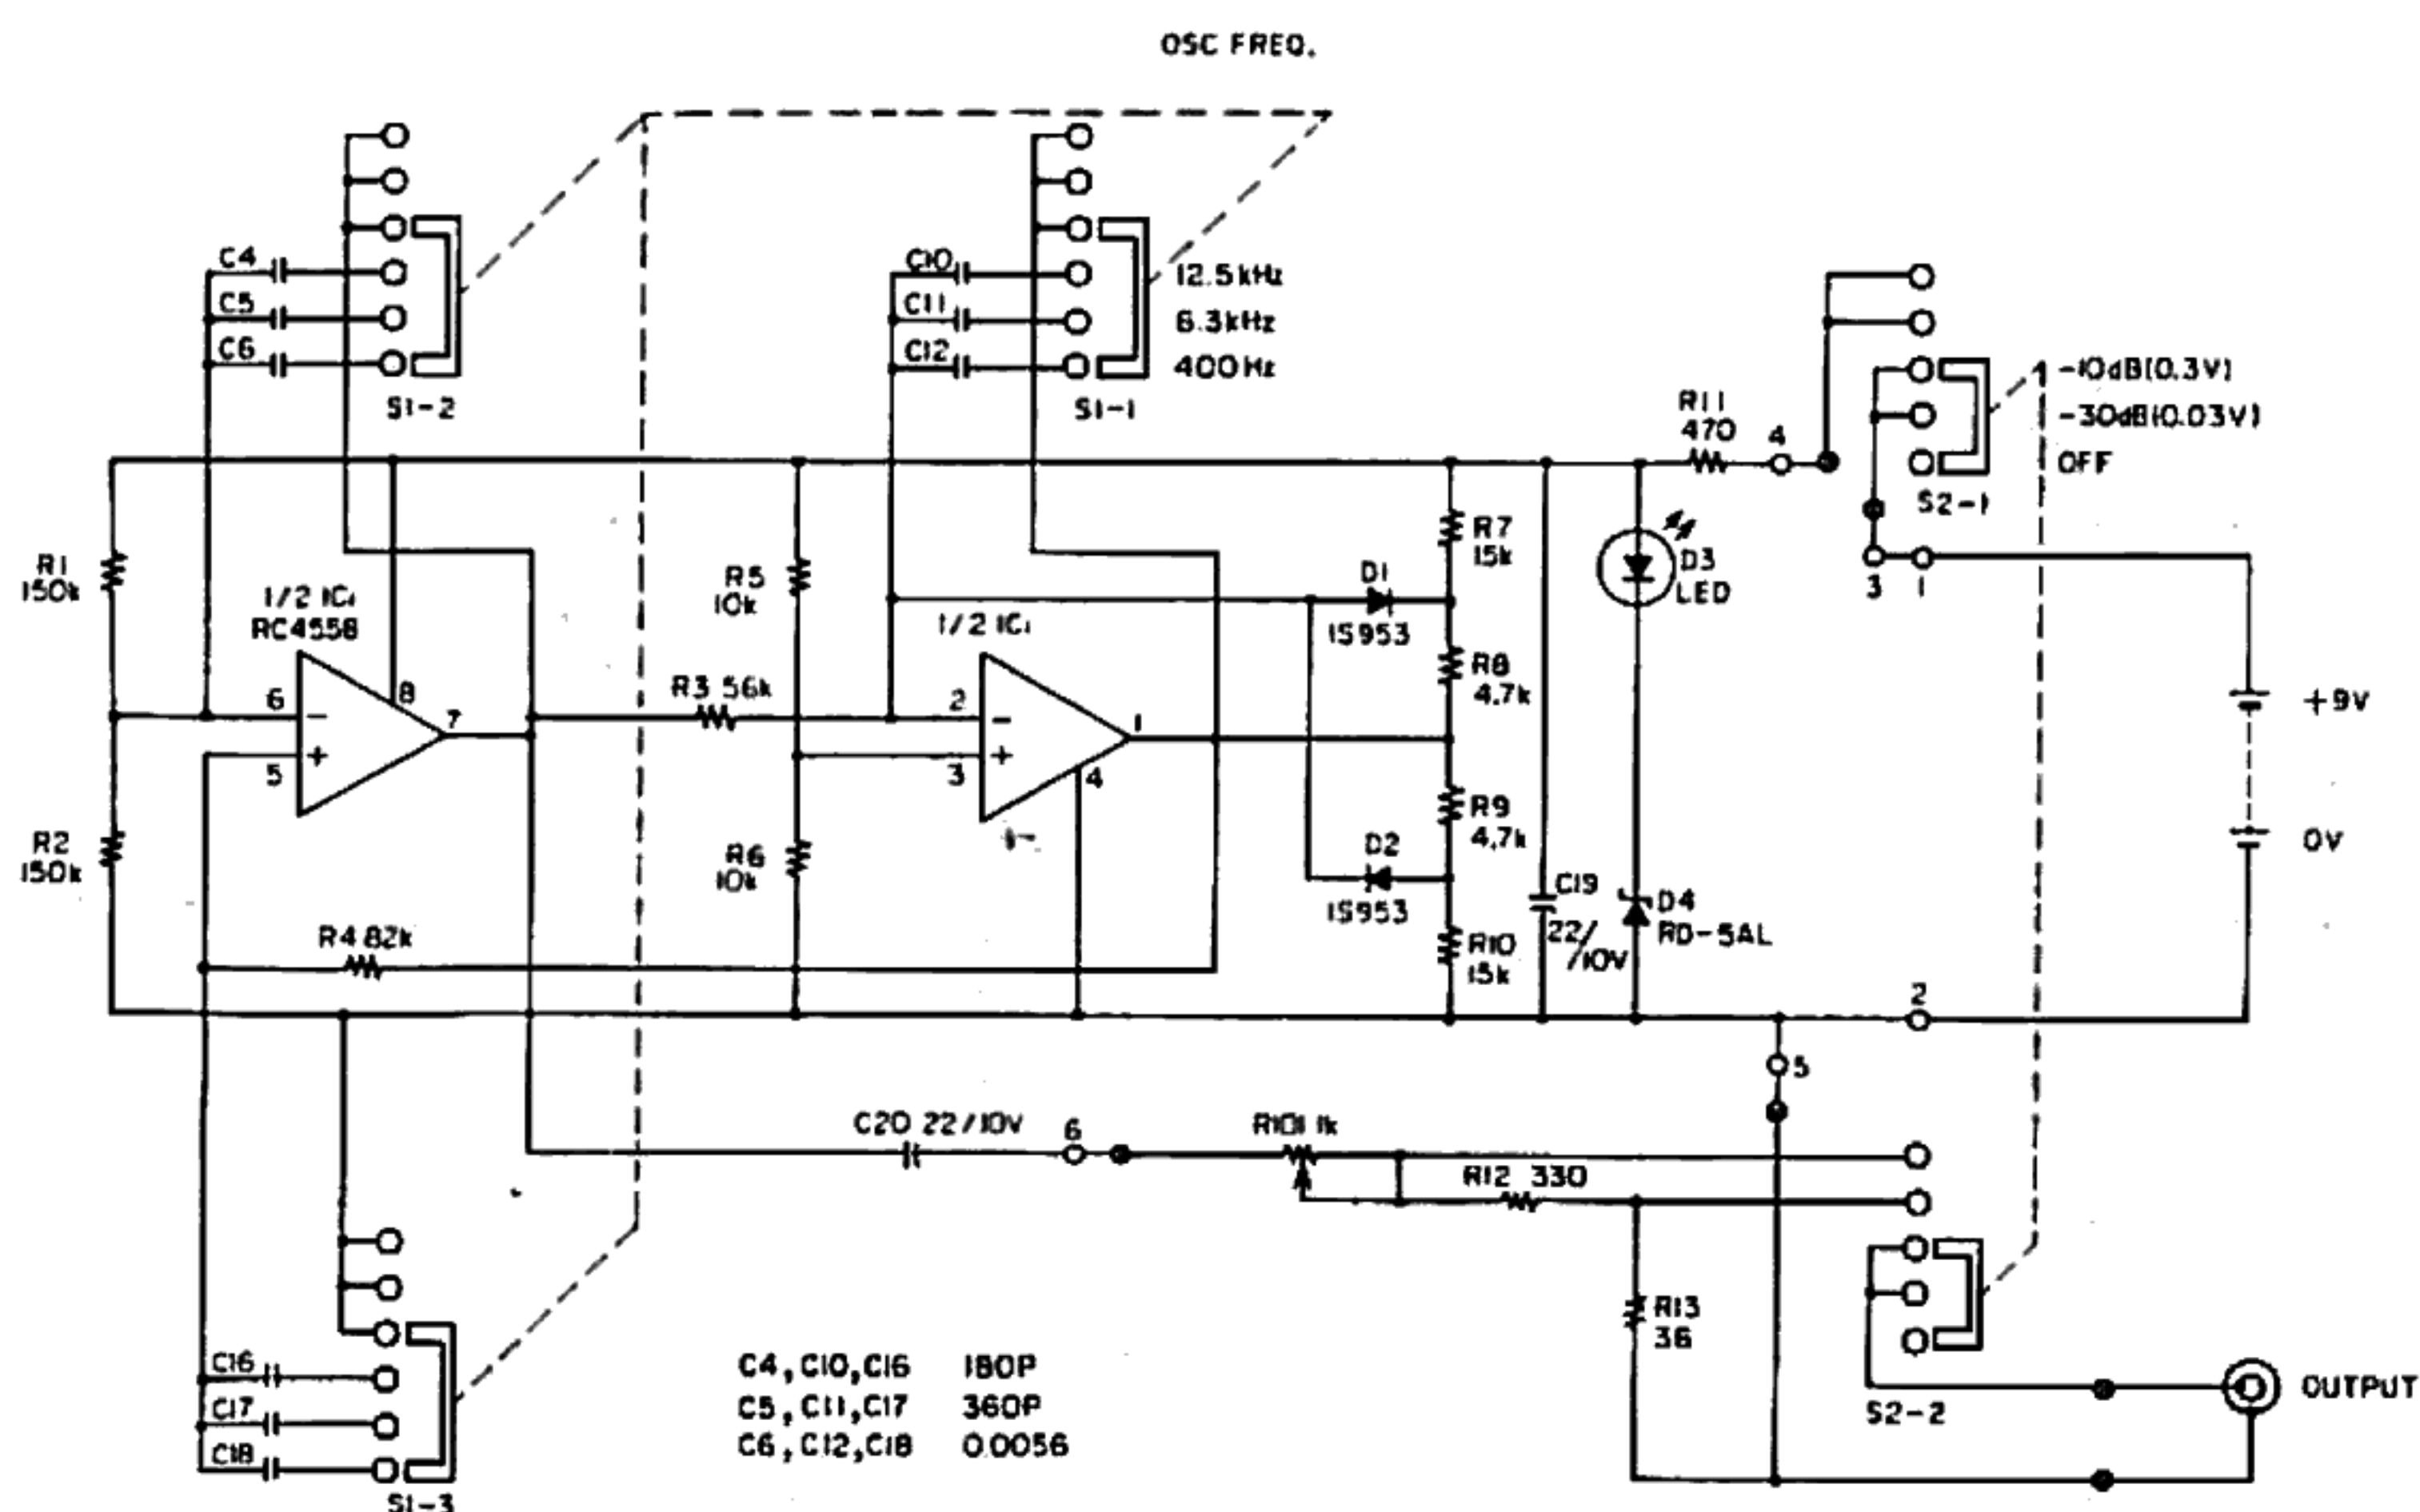 OSC FREQ.
C4
C5
C6
S1-2
C10
C11
C12
12.5kHz
6.3kHz
400Hz
S1-1
R11
470
4
-10dB(0.3V)
-30dB(0.03V)
OFF
S2-1
3
1
R1
150k
1/2 IC1
RC4558
6
8
7
5
R2
150k
R4 82k
R3 56k
R5
10k
R6
10k
1/2 IC1
2
3
1
4
D1
1S953
D2
1S953
R7
15k
R8
4.7k
R9
4.7k
R10
15k
C19
22/
/10V
D3
LED
D4
RD-5AL
+9V
0V
2
5
C20 22/10V
6
R101 1k
R12 330
R13
36
S2-2
OUTPUT
C16
C17
C18
S1-3
C4, C10, C16 180P
C5, C11, C17 360P
C6, C12, C18 0.0056
-
+
-
+